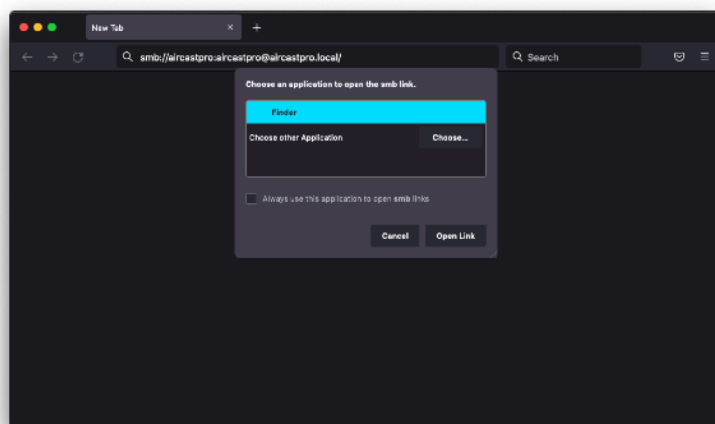 New Tab
smb://aircastpro:aircastpro@aircastpro.local/
Search
Choose an application to open the smb link.
Finder
Choose other Application
Choose...
Always use this application to open smb links
Cancel
Open Link